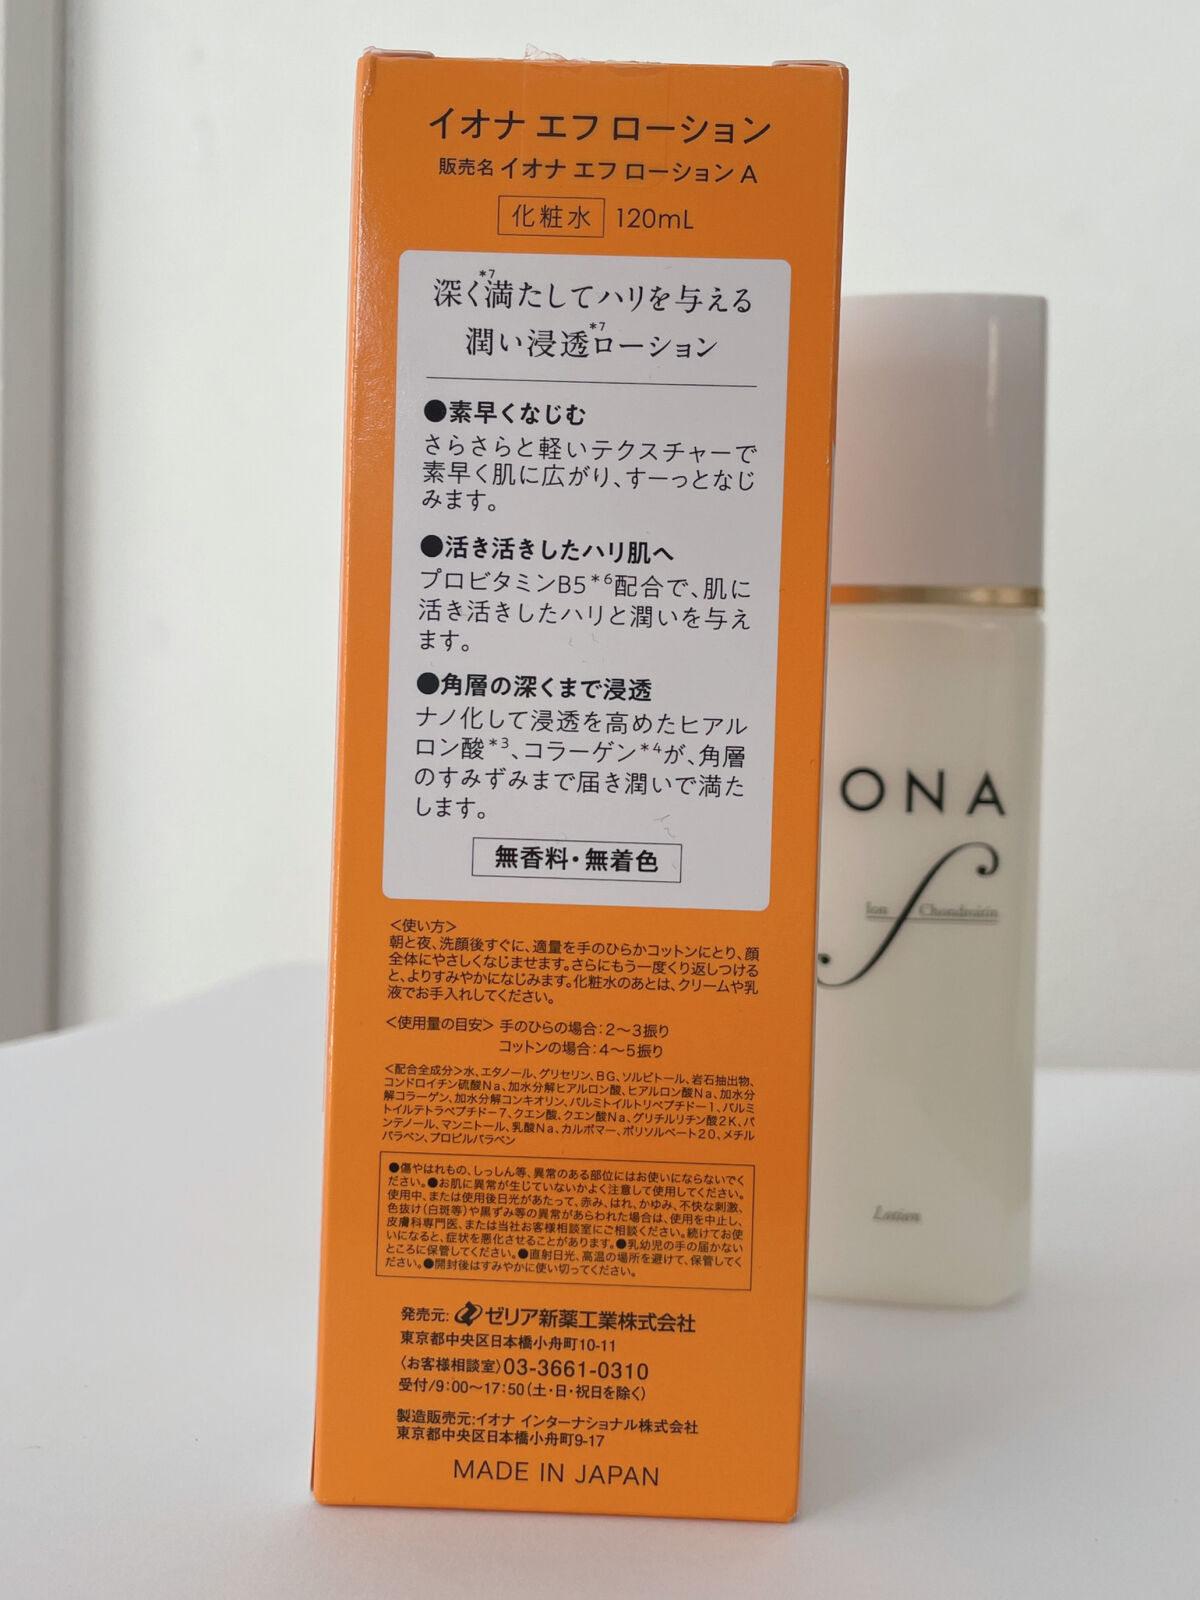 イオナ エフ ローション
販売名 イオナ エフ ローション A
化粧水 120mL
深く*7満たしてハリを与える
潤い浸透*7ローション
●素早くなじむ
さらさらと軽いテクスチャーで
素早く肌に広がり、すーっとなじ
みます。
●活き活きしたハリ肌へ
プロビタミンB5*6配合で、肌に
活き活きしたハリと潤いを与え
ます。
●角層の深くまで浸透
ナノ化して浸透を高めたヒアル
ロン酸*3、コラーゲン*4が、角層
のすみずみまで届き潤いで満た
します。
無香料・無着色
<使い方>
朝と夜、洗顔後すぐに、適量を手のひらかコットンにとり、顔
全体にやさしくなじませます。さらにもう一度くり返しつける
と、よりすみやかになじみます。化粧水のあとは、クリームや乳
液でお手入れしてください。
<使用量の目安> 手のひらの場合:2〜3振り
コットンの場合:4〜5振り
<配合全成分>水、エタノール、グリセリン、BG、ソルビトール、岩石抽出物、
コンドロイチン硫酸Na、加水分解ヒアルロン酸、ヒアルロン酸Na、加水分
解コラーゲン、加水分解コンキオリン、パルミトイルトリペプチド-1、パルミ
トイルテトラペプチド-7、クエン酸、クエン酸Na、グリチルリチン酸2K、パ
ンテノール、マンニトール、乳酸Na、カルボマー、ポリソルベート20、メチル
パラベン、プロピルパラベン
●傷やはれもの、しっしん等、異常のある部位にはお使いにならないでく
ださい。●お肌に異常が生じていないかよく注意して使用してください。
使用中、または使用後日光があたって、赤み、はれ、かゆみ、不快な刺激、
色抜け(白斑等)や黒ずみ等の異常があらわれた場合は、使用を中止し、
皮膚科専門医、または当社お客様相談室にご相談ください。続けてお使
いになると、症状を悪化させることがあります。●乳幼児の手の届かない
ところに保管してください。●直射日光、高温の場所を避けて、保管してく
ださい。●開封後はすみやかに使い切ってください。
発売元: ゼリア新薬工業株式会社
東京都中央区日本橋小舟町10-11
〈お客様相談室〉03-3661-0310
受付/9:00〜17:50(土・日・祝日を除く)
製造販売元:イオナ インターナショナル株式会社
東京都中央区日本橋小舟町9-17
MADE IN JAPAN
ONA
f
Ion Chondroitin
Lotion